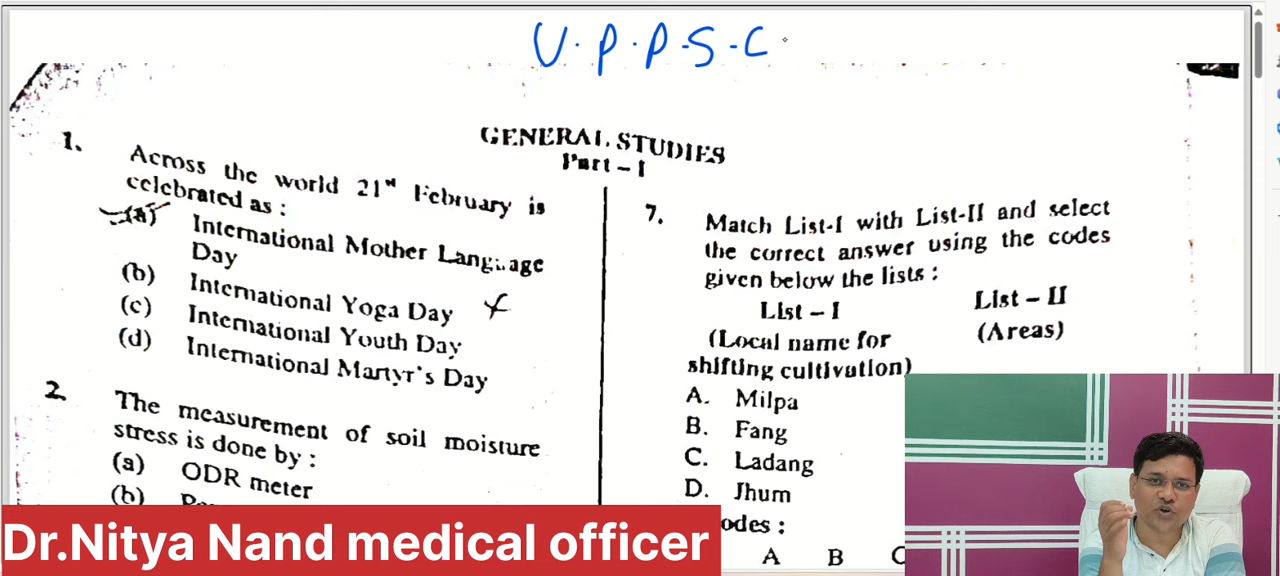 U.P.P.S.C
GENERAL STUDIES
Part – I
1. Across the world 21st February is
celebrated as :
(a) International Mother Language
Day
(b) International Yoga Day
(c) International Youth Day
(d) International Martyr's Day
2. The measurement of soil moisture
stress is done by :
(a) ODR meter
(b)
7. Match List-I with List-II and select
the correct answer using the codes
given below the lists :
List – I List – II
(Local name for (Areas)
shifting cultivation)
A. Milpa
B. Fang
C. Ladang
D. Jhum
odes :
A B C
Dr.Nitya Nand medical officer